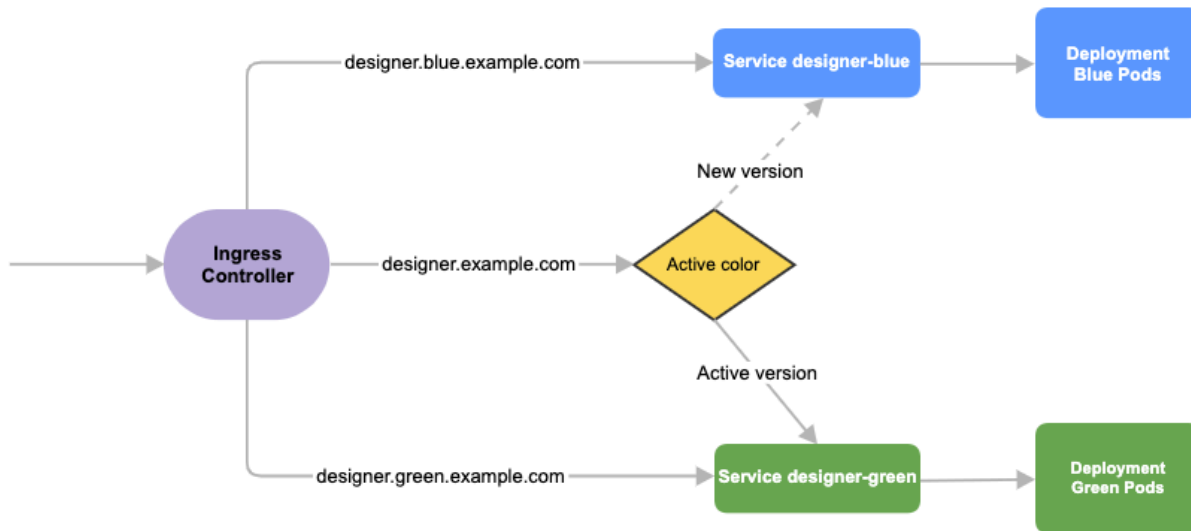 designer.blue.example.com
Service designer-blue
Deployment
Blue Pods
New version
Ingress
Controller
designer.example.com
Active color
Active version
designer.green.example.com
Service designer-green
Deployment
Green Pods